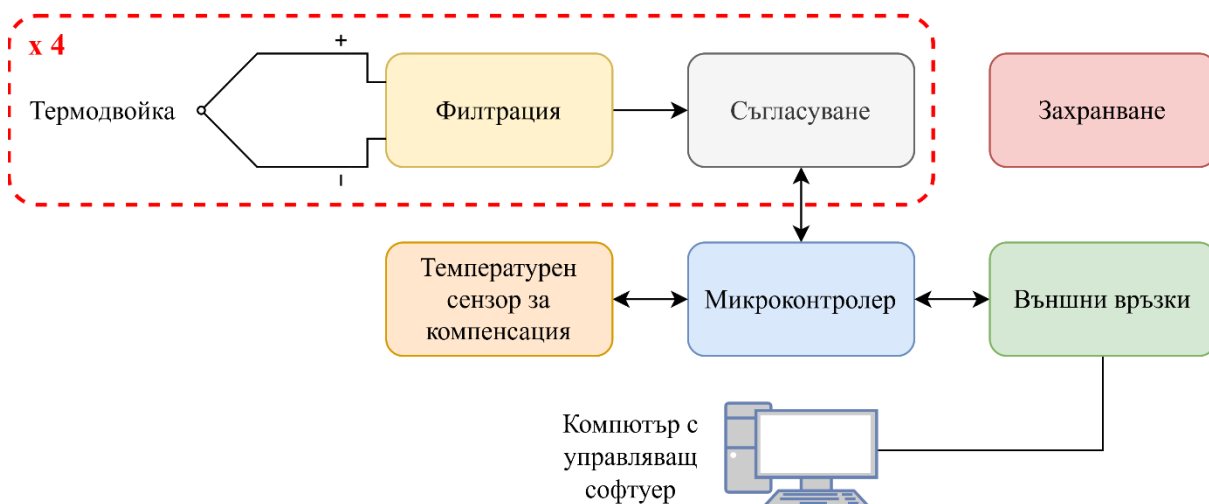 x 4
+
Термодвойка
Филтрация
Съгласуване
Захранване
−
Температурен
сензор за
компенсация
Микроконтролер
Външни връзки
Компютър с
управляващ
софтуер